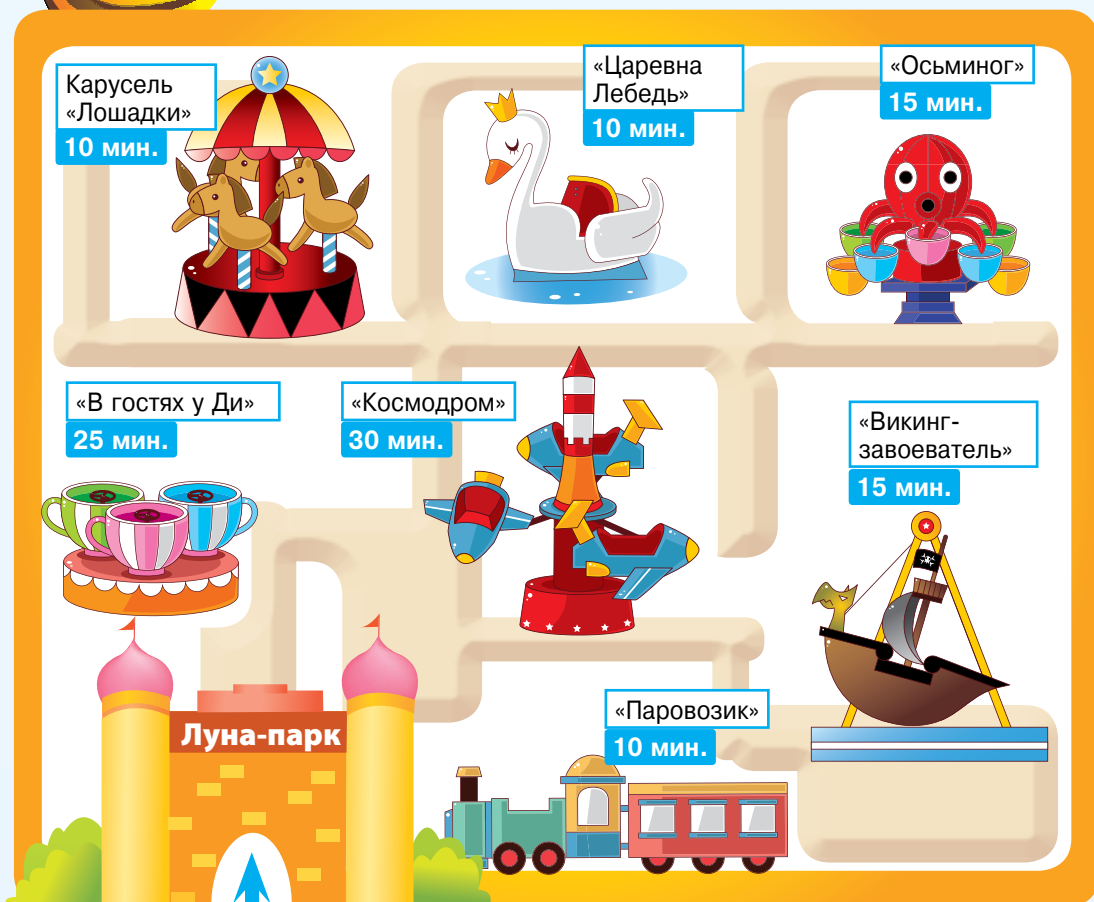 Карусель
«Лошадки»
10 мин.
«Царевна
Лебедь»
10 мин.
«Осьминог»
15 мин.
«В гостях у Ди»
25 мин.
«Космодром»
30 мин.
«Викинг-
завоеватель»
15 мин.
«Паровозик»
10 мин.
Луна-парк